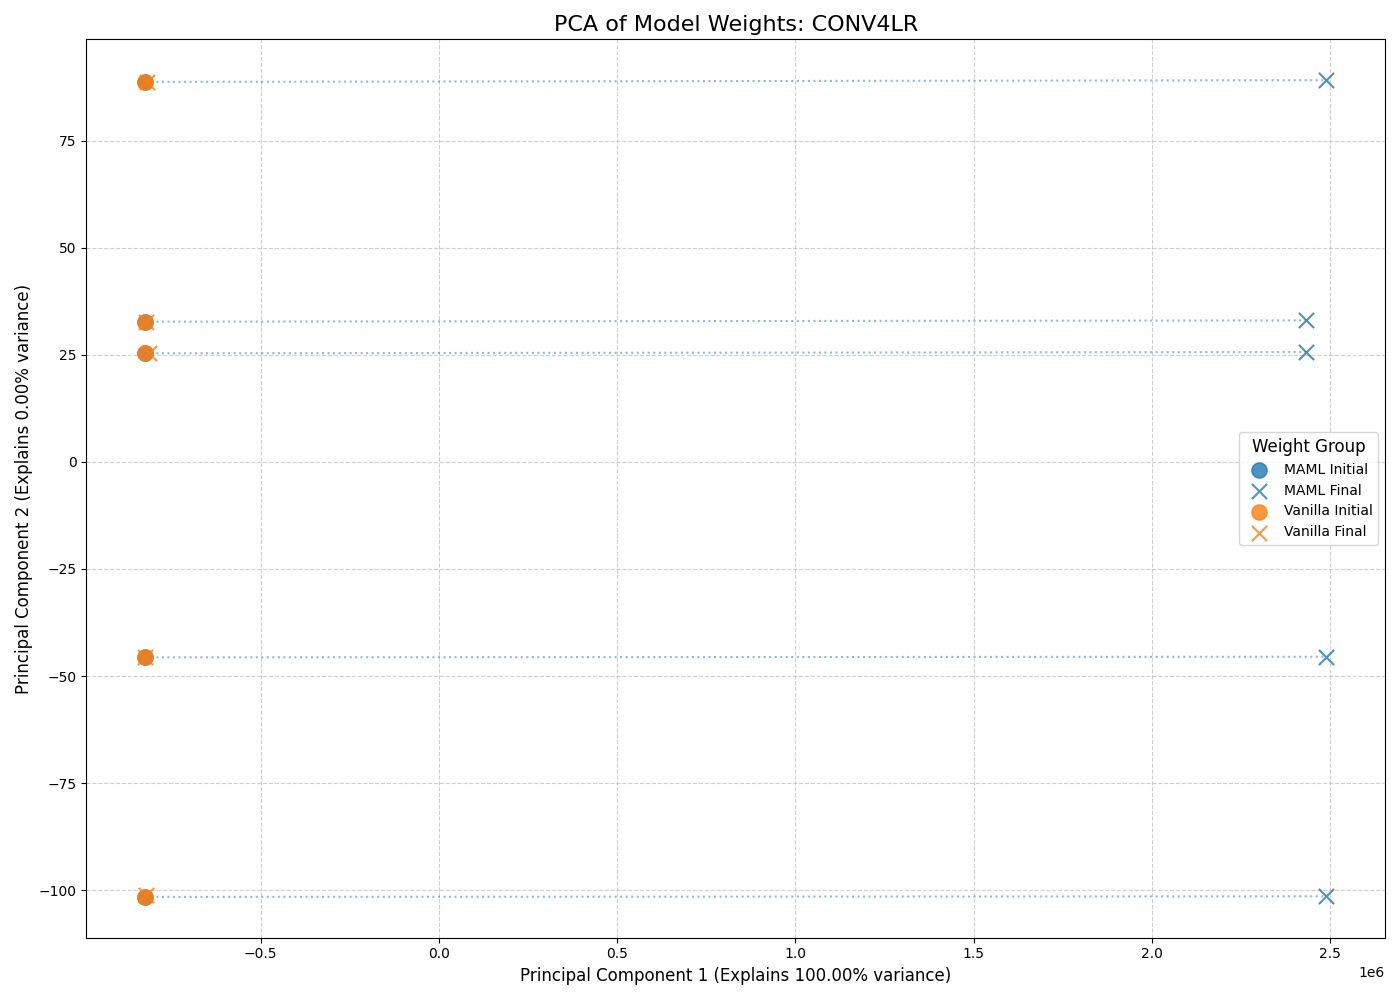 PCA of Model Weights: CONV4LR
Principal Component 2 (Explains 0.00% variance)
75
50
25
0
−25
−50
−75
−100
Weight Group
MAML Initial
MAML Final
Vanilla Initial
Vanilla Final
−0.5
0.0
0.5
1.0
1.5
2.0
2.5
1e6
Principal Component 1 (Explains 100.00% variance)